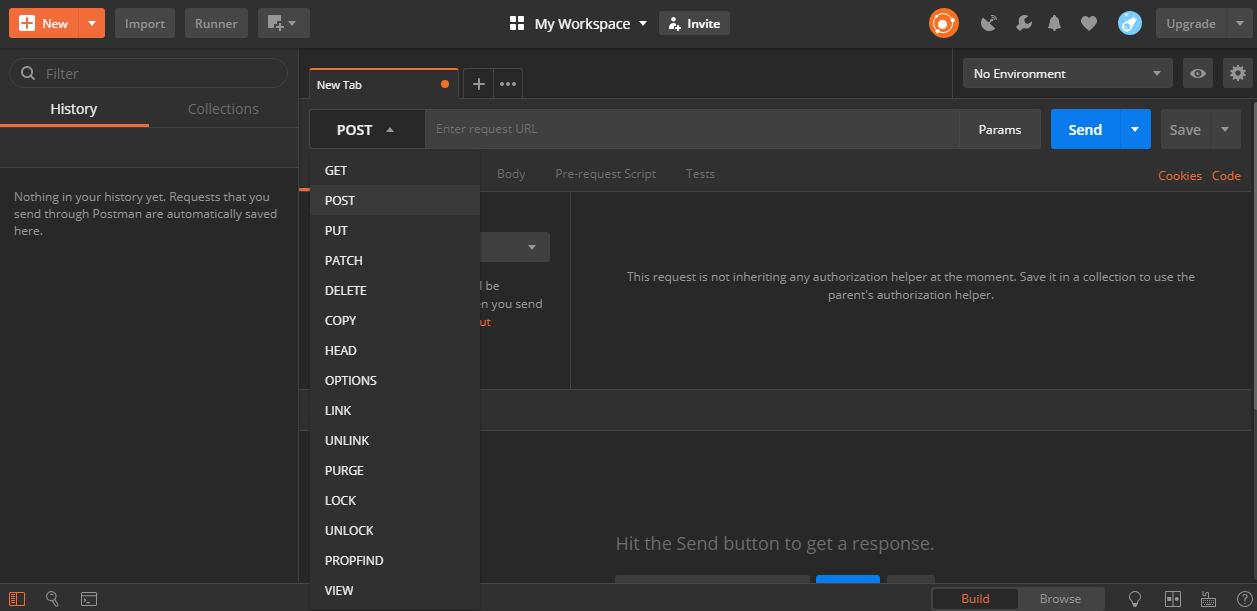 New
Import
Runner
My Workspace
Invite
Upgrade
Filter
History
Collections
Nothing in your history yet. Requests that you
send through Postman are automatically saved
here.
New Tab
No Environment
POST
Enter request URL
Params
Send
Save
GET
POST
PUT
PATCH
DELETE
COPY
HEAD
OPTIONS
LINK
UNLINK
PURGE
LOCK
UNLOCK
PROPFIND
VIEW
Body
Pre-request Script
Tests
Cookies
Code
be
you send
This request is not inheriting any authorization helper at the moment. Save it in a collection to use the
parent's authorization helper.
Hit the Send button to get a response.
Build
Browse